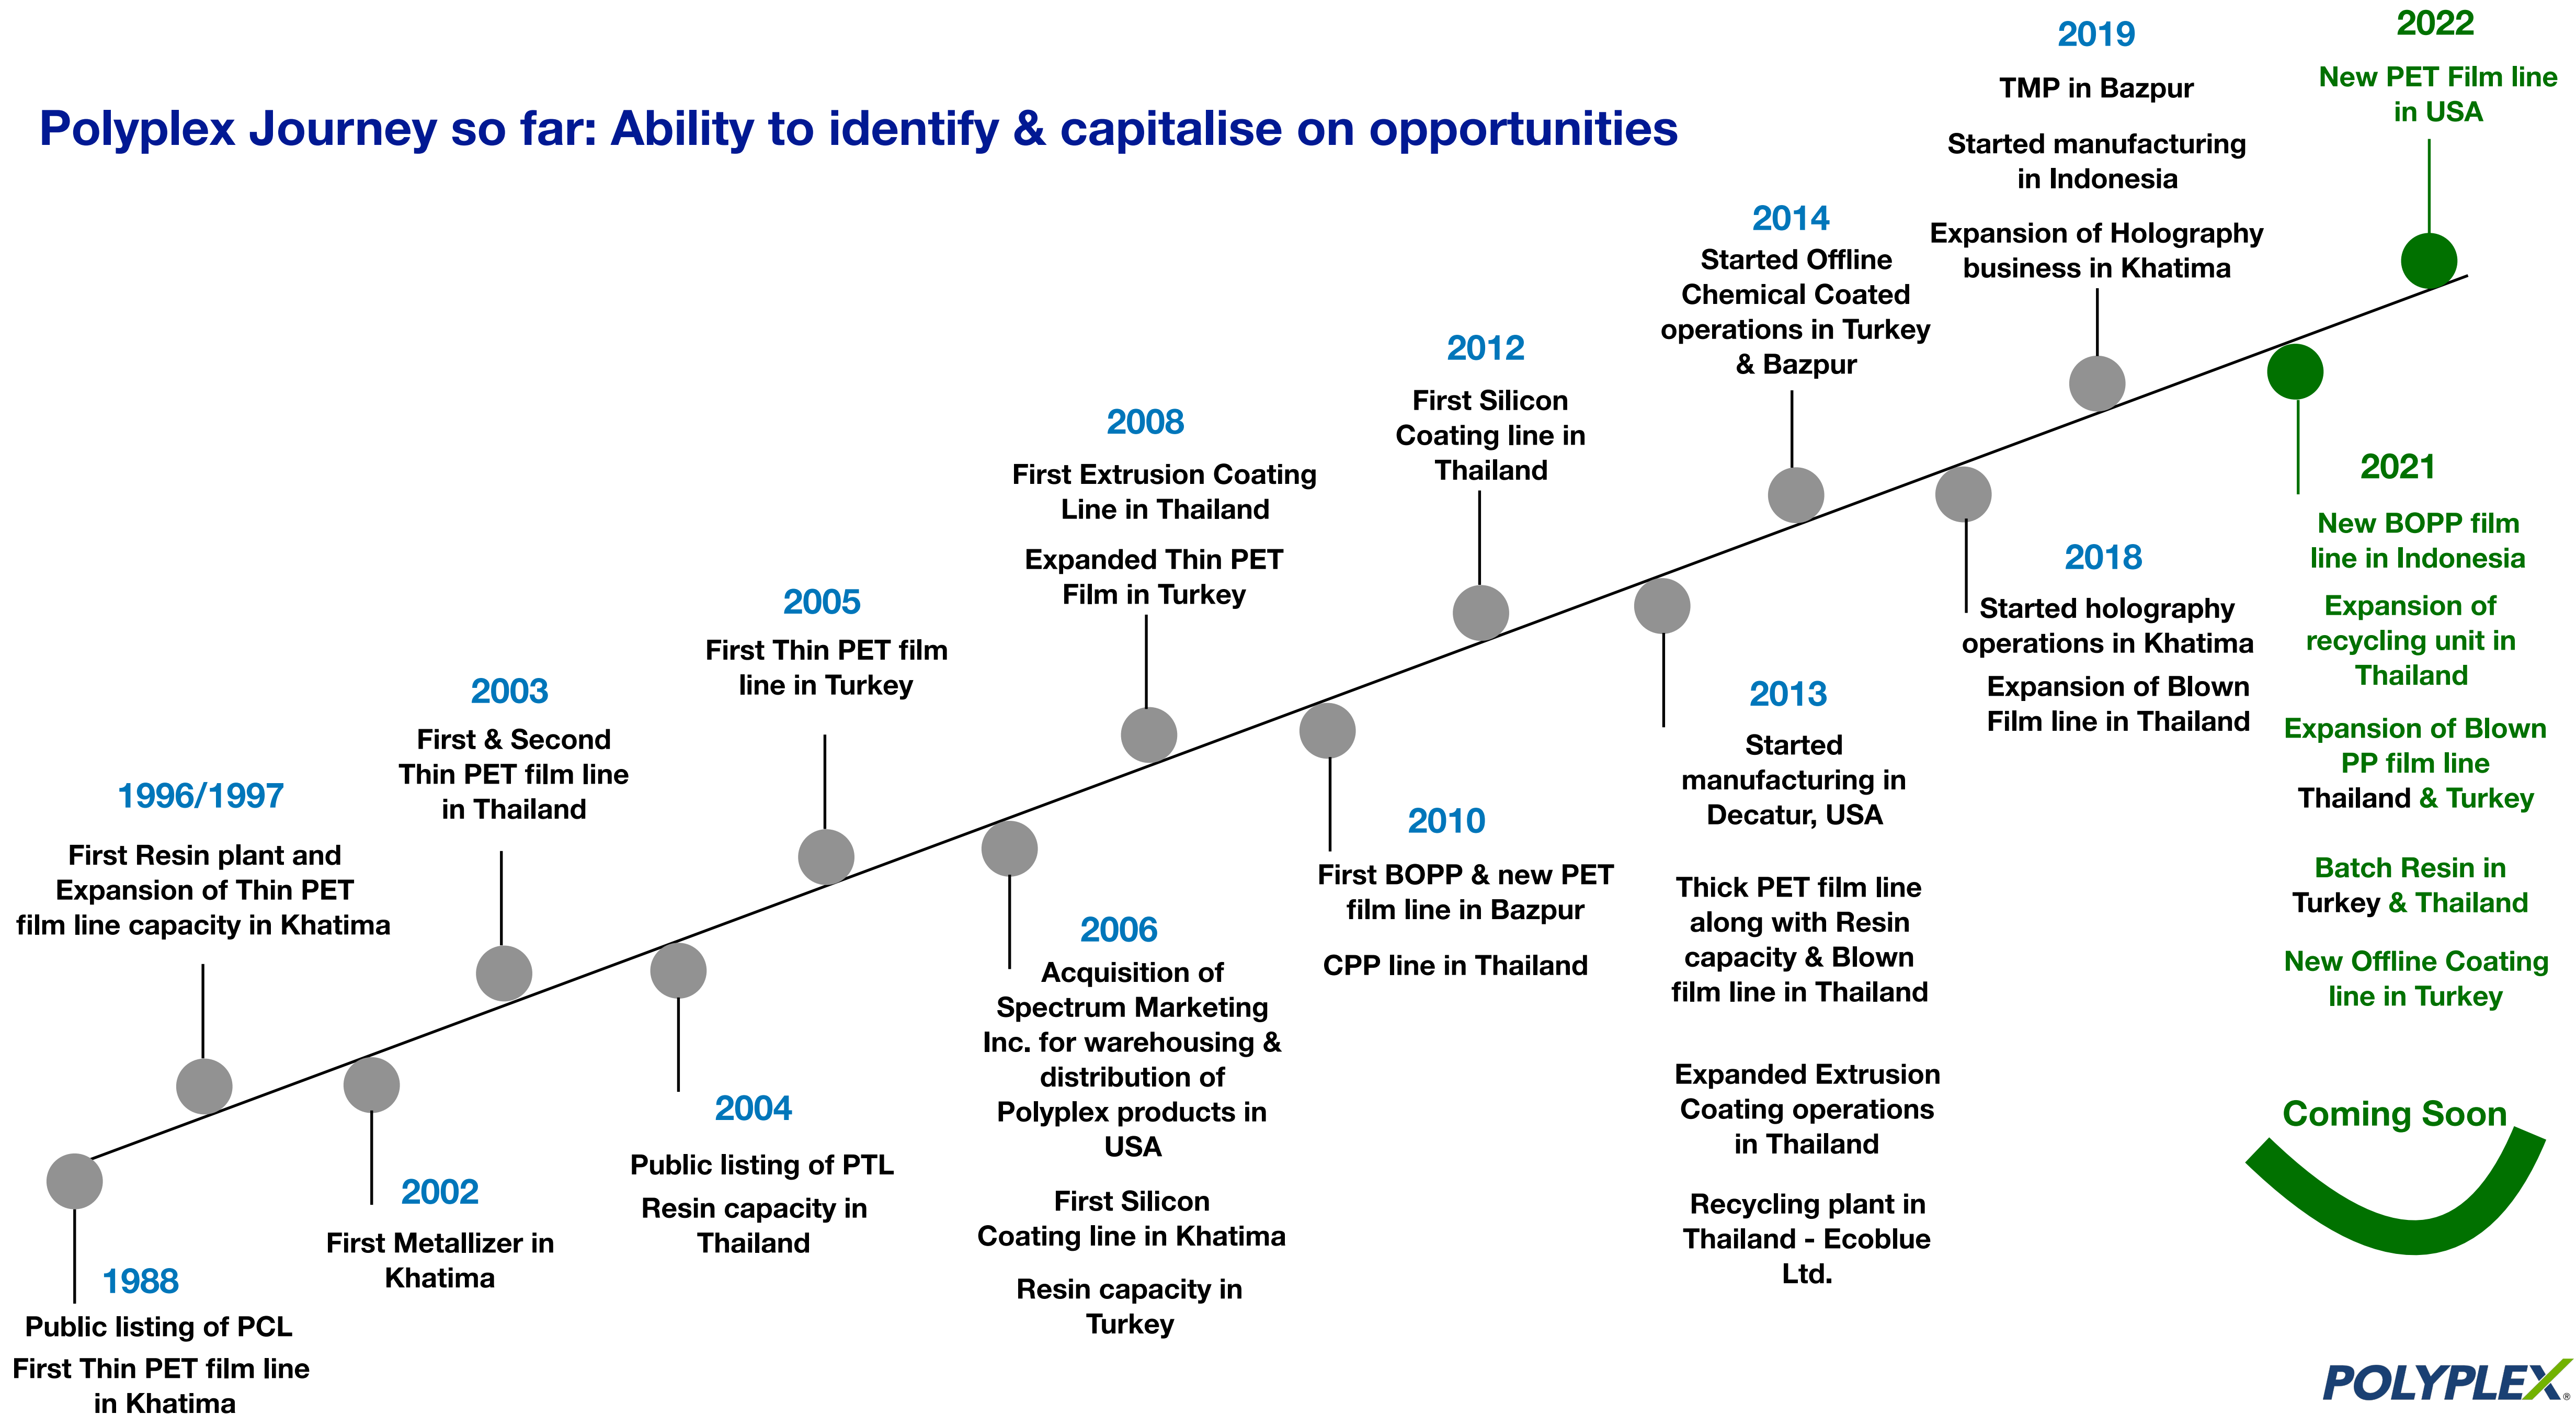 Polyplex Journey so far: Ability to identify & capitalise on opportunities
1988
Public listing of PCL
First Thin PET film line
in Khatima
1996/1997
First Resin plant and
Expansion of Thin PET
film line capacity in Khatima
2002
First Metallizer in
Khatima
2003
First & Second
Thin PET film line
in Thailand
2004
Public listing of PTL
Resin capacity in
Thailand
2005
First Thin PET film
line in Turkey
2006
Acquisition of
Spectrum Marketing
Inc. for warehousing &
distribution of
Polyplex products in
USA
First Silicon
Coating line in Khatima
Resin capacity in
Turkey
2008
First Extrusion Coating
Line in Thailand
Expanded Thin PET
Film in Turkey
2010
First BOPP & new PET
film line in Bazpur
CPP line in Thailand
2012
First Silicon
Coating line in
Thailand
2013
Started
manufacturing in
Decatur, USA
Thick PET film line
along with Resin
capacity & Blown
film line in Thailand
Expanded Extrusion
Coating operations
in Thailand
Recycling plant in
Thailand - Ecoblue
Ltd.
2014
Started Offline
Chemical Coated
operations in Turkey
& Bazpur
2018
Started holography
operations in Khatima
Expansion of Blown
Film line in Thailand
2019
TMP in Bazpur
Started manufacturing
in Indonesia
Expansion of Holography
business in Khatima
2021
New BOPP film
line in Indonesia
Expansion of
recycling unit in
Thailand
Expansion of Blown
PP film line
Thailand & Turkey
Batch Resin in
Turkey & Thailand
New Offline Coating
line in Turkey
2022
New PET Film line
in USA
Coming Soon
POLYPLEX®